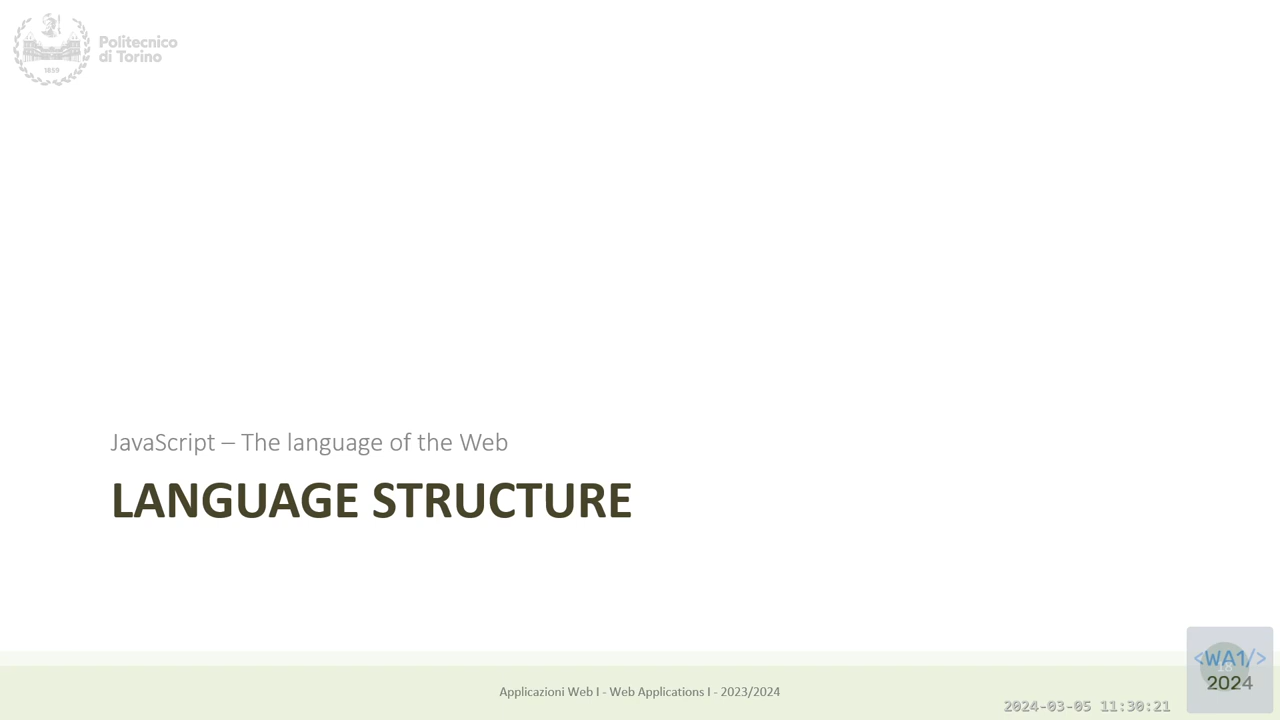 Politecnico
di Torino
1859
JavaScript – The language of the Web
LANGUAGE STRUCTURE
Applicazioni Web I - Web Applications I - 2023/2024
<WA1/>
2024
2024-03-05 11:30:21